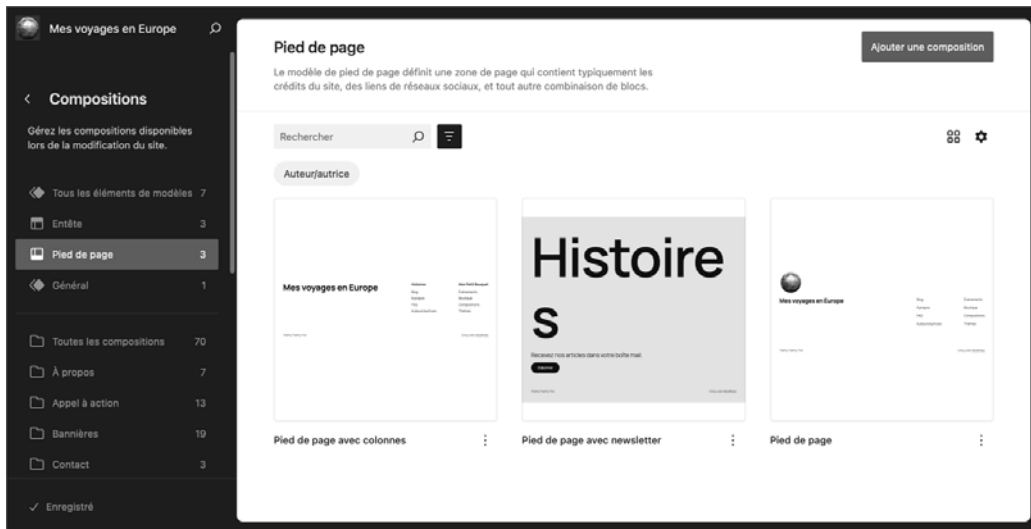 Mes voyages en Europe
Compositions
Gérez les compositions disponibles
lors de la modification du site.
Tous les éléments de modèles 7
Entête 3
Pied de page 3
Général 1
Toutes les compositions 70
À propos 7
Appel à action 13
Bannières 19
Contact 3
Enregistré
Pied de page
Ajouter une composition
Le modèle de pied de page définit une zone de page qui contient typiquement les
crédits du site, des liens de réseaux sociaux, et tout autre combinaison de blocs.
Rechercher
Auteur/autrice
Mes voyages en Europe
Histoire
s
Recevez nos articles dans votre boîte mail.
Mes voyages en Europe
Pied de page avec colonnes
Pied de page avec newsletter
Pied de page